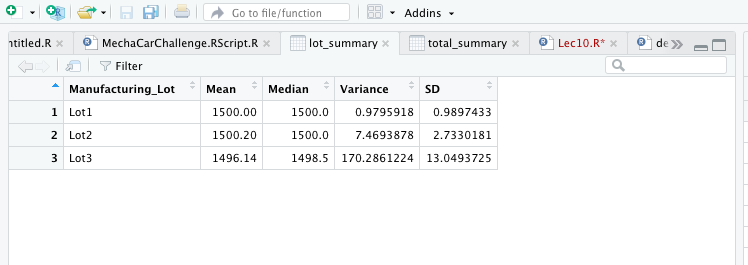 Go to file/function
Addins
ntitled.R
MechaCarChallenge.RScript.R
lot_summary
total_summary
Lec10.R*
de
Filter
Manufacturing_Lot Mean Median Variance SD
1 Lot1 1500.00 1500.0 0.9795918 0.9897433
2 Lot2 1500.20 1500.0 7.4693878 2.7330181
3 Lot3 1496.14 1498.5 170.2861224 13.0493725